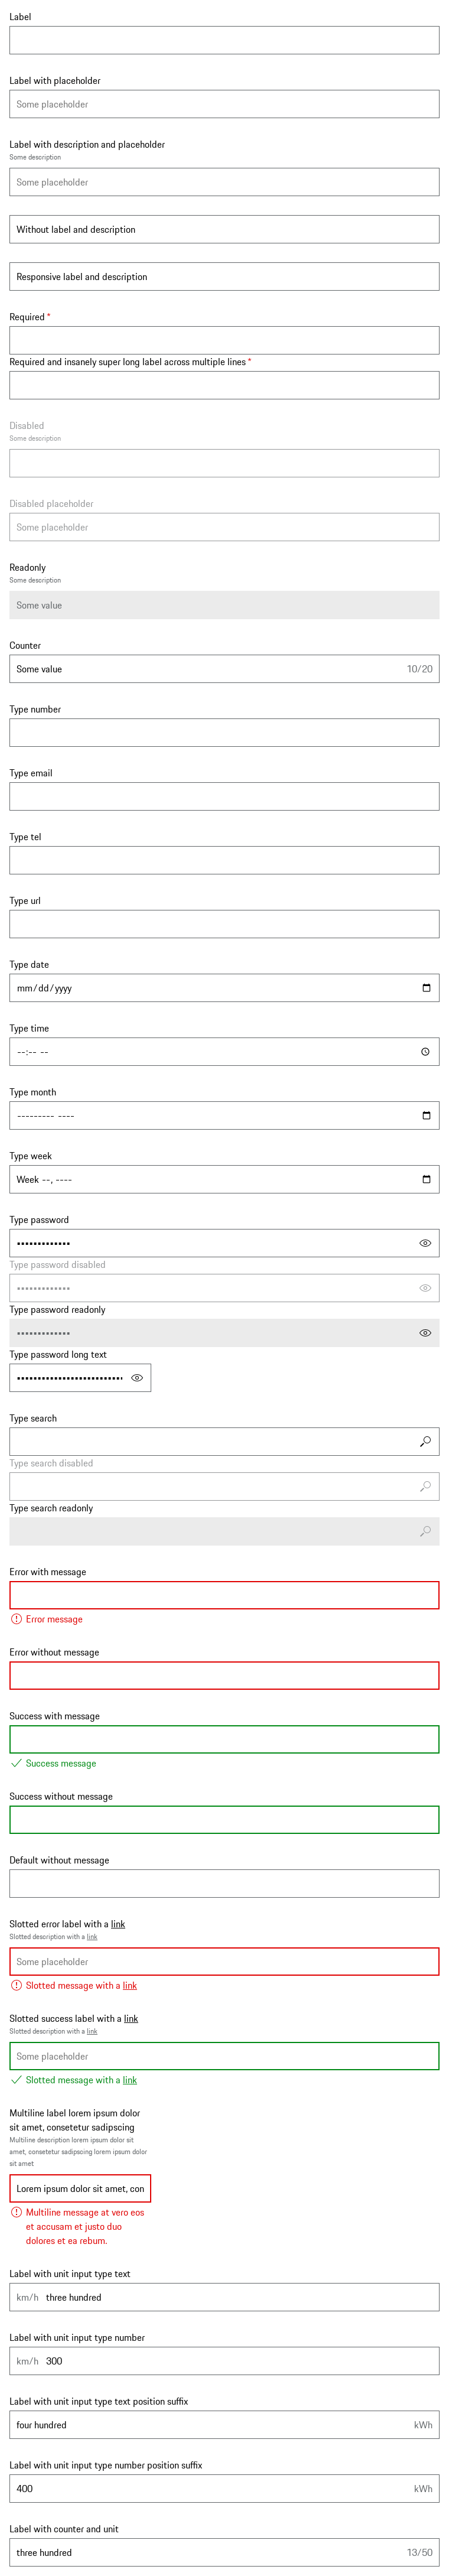 Label
Label with placeholder
Some placeholder
Label with description and placeholder
Some description
Some placeholder
Without label and description
Responsive label and description
Required *
Required and insanely super long label across multiple lines *
Disabled
Some description
Disabled placeholder
Some placeholder
Readonly
Some description
Some value
Counter
Some value 10/20
Type number
Type email
Type tel
Type url
Type date
mm/dd/yyyy
Type time
--:-- --
Type month
--------- ----
Type week
Week --, ----
Type password
Type password disabled
Type password readonly
Type password long text
Type search
Type search disabled
Type search readonly
Error with message
Error message
Error without message
Success with message
Success message
Success without message
Default without message
Slotted error label with a link
Slotted description with a link
Some placeholder
Slotted message with a link
Slotted success label with a link
Slotted description with a link
Some placeholder
Slotted message with a link
Multiline label lorem ipsum dolor
sit amet, consetetur sadipscing
Multiline description lorem ipsum dolor sit
amet, consetetur sadipscing lorem ipsum dolor
sit amet
Lorem ipsum dolor sit amet, con
Multiline message at vero eos
et accusam et justo duo
dolores et ea rebum.
Label with unit input type text
km/h three hundred
Label with unit input type number
km/h 300
Label with unit input type text position suffix
four hundred kWh
Label with unit input type number position suffix
400 kWh
Label with counter and unit
three hundred 13/50